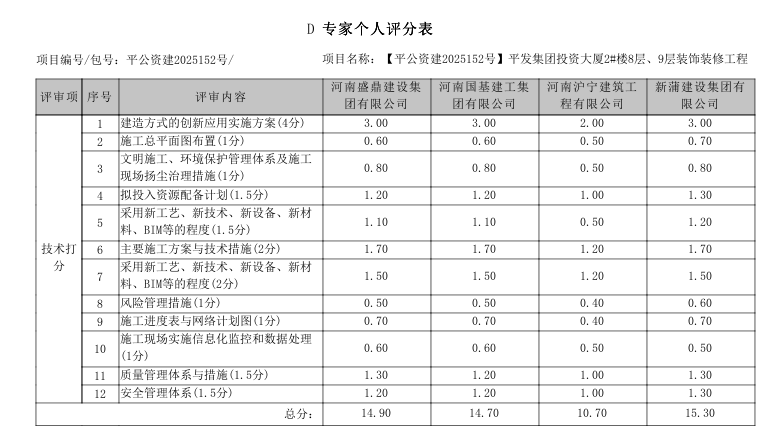 D 专家个人评分表
项目编号/包号: 平公资建2025152号/ 项目名称: 【平公资建2025152号】平发集团投资大厦2#楼8层、9层装饰装修工程
评审项 序号 评审内容 河南盛鼎建设集团有限公司 河南国基建工集团有限公司 河南沪宁建筑工程有限公司 新蒲建设集团有限公司
技术打分
1 建造方式的创新应用实施方案(4分) 3.00 3.00 2.00 3.00
2 施工总平面图布置(1分) 0.60 0.60 0.50 0.70
3 文明施工、环境保护管理体系及施工现场扬尘治理措施(1分) 0.80 0.80 0.50 0.80
4 拟投入资源配备计划(1.5分) 1.20 1.20 1.00 1.30
5 采用新工艺、新技术、新设备、新材料、BIM等的程度(1.5分) 1.10 1.10 0.50 1.20
6 主要施工方案与技术措施(2分) 1.70 1.70 1.20 1.70
7 采用新工艺、新技术、新设备、新材料、BIM等的程度(2分) 1.50 1.50 1.20 1.50
8 风险管理措施(1分) 0.50 0.50 0.40 0.60
9 施工进度表与网络计划图(1分) 0.70 0.70 0.40 0.70
10 施工现场实施信息化监控和数据处理(1分) 0.60 0.60 0.50 0.50
11 质量管理体系与措施(1.5分) 1.30 1.20 1.00 1.30
12 安全管理体系(1.5分) 1.20 1.20 1.00 1.30
总分: 14.90 14.70 10.70 15.30